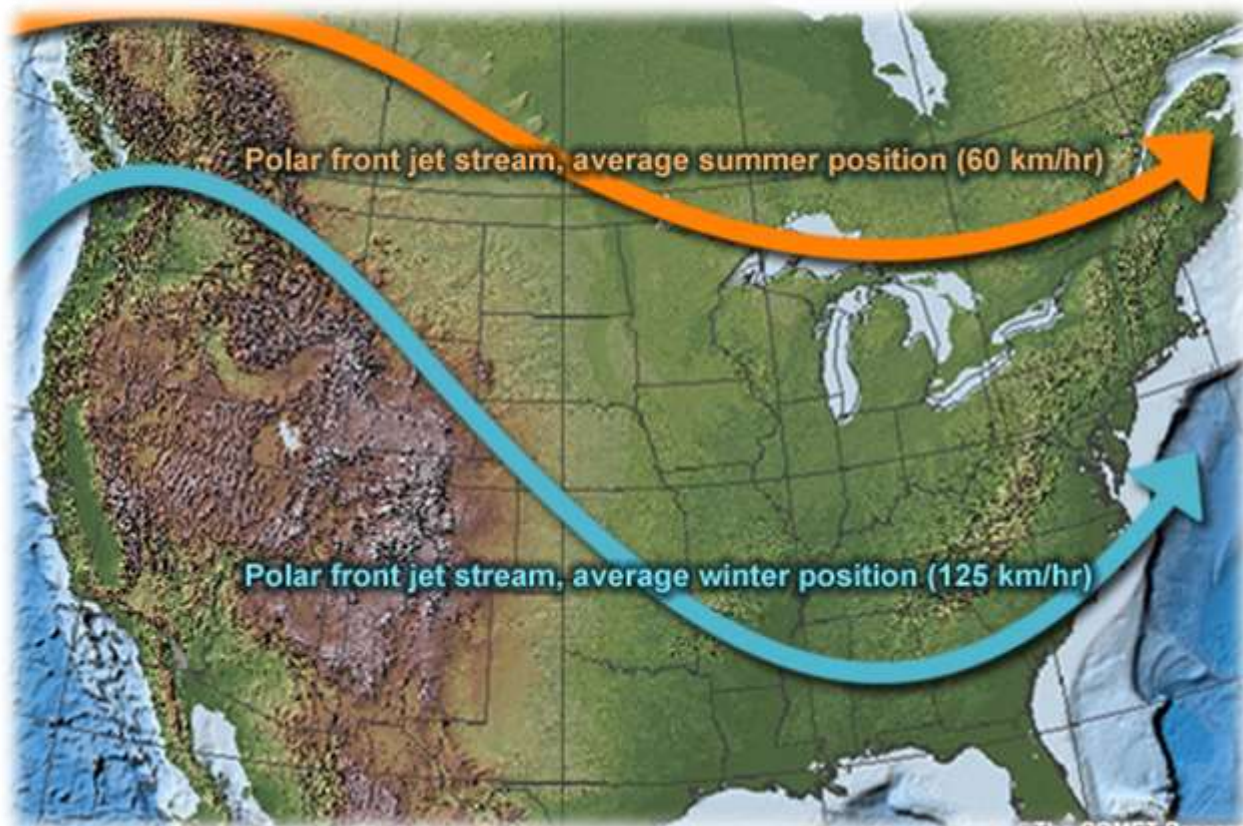 Polar front jet stream, average summer position (60 km/hr)
Polar front jet stream, average winter position (125 km/hr)